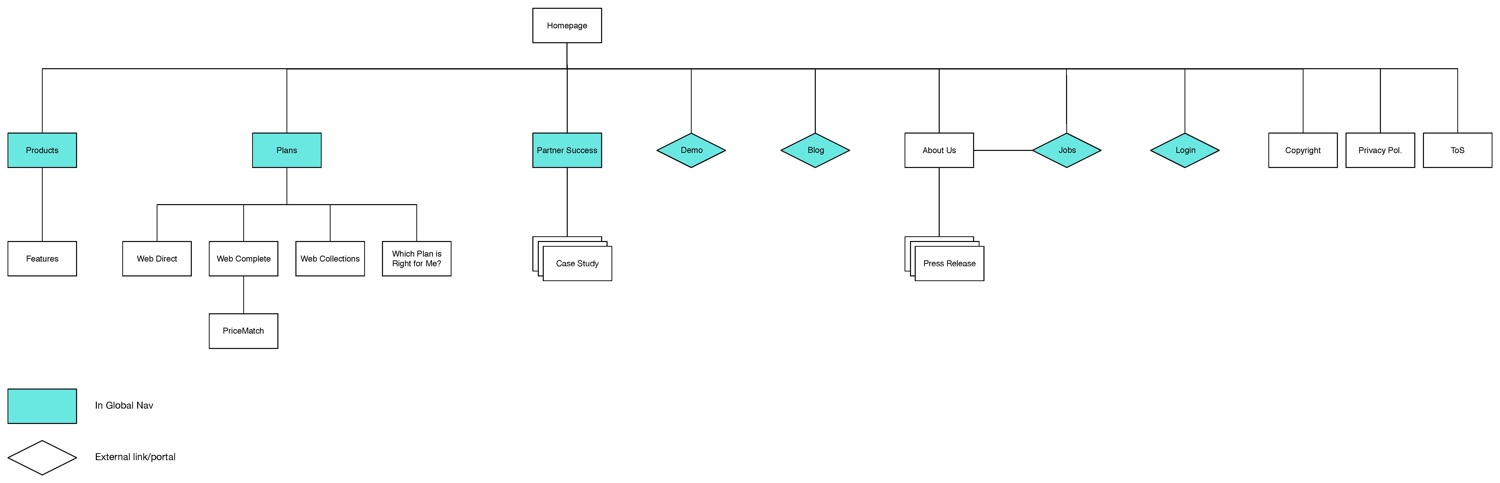 Homepage
Products
Plans
Partner Success
Demo
Blog
About Us
Jobs
Login
Copyright
Privacy Pol.
ToS
Features
Web Direct
Web Complete
Web Collections
Which Plan is
Right for Me?
Case Study
Press Release
PriceMatch
In Global Nav
External link/portal